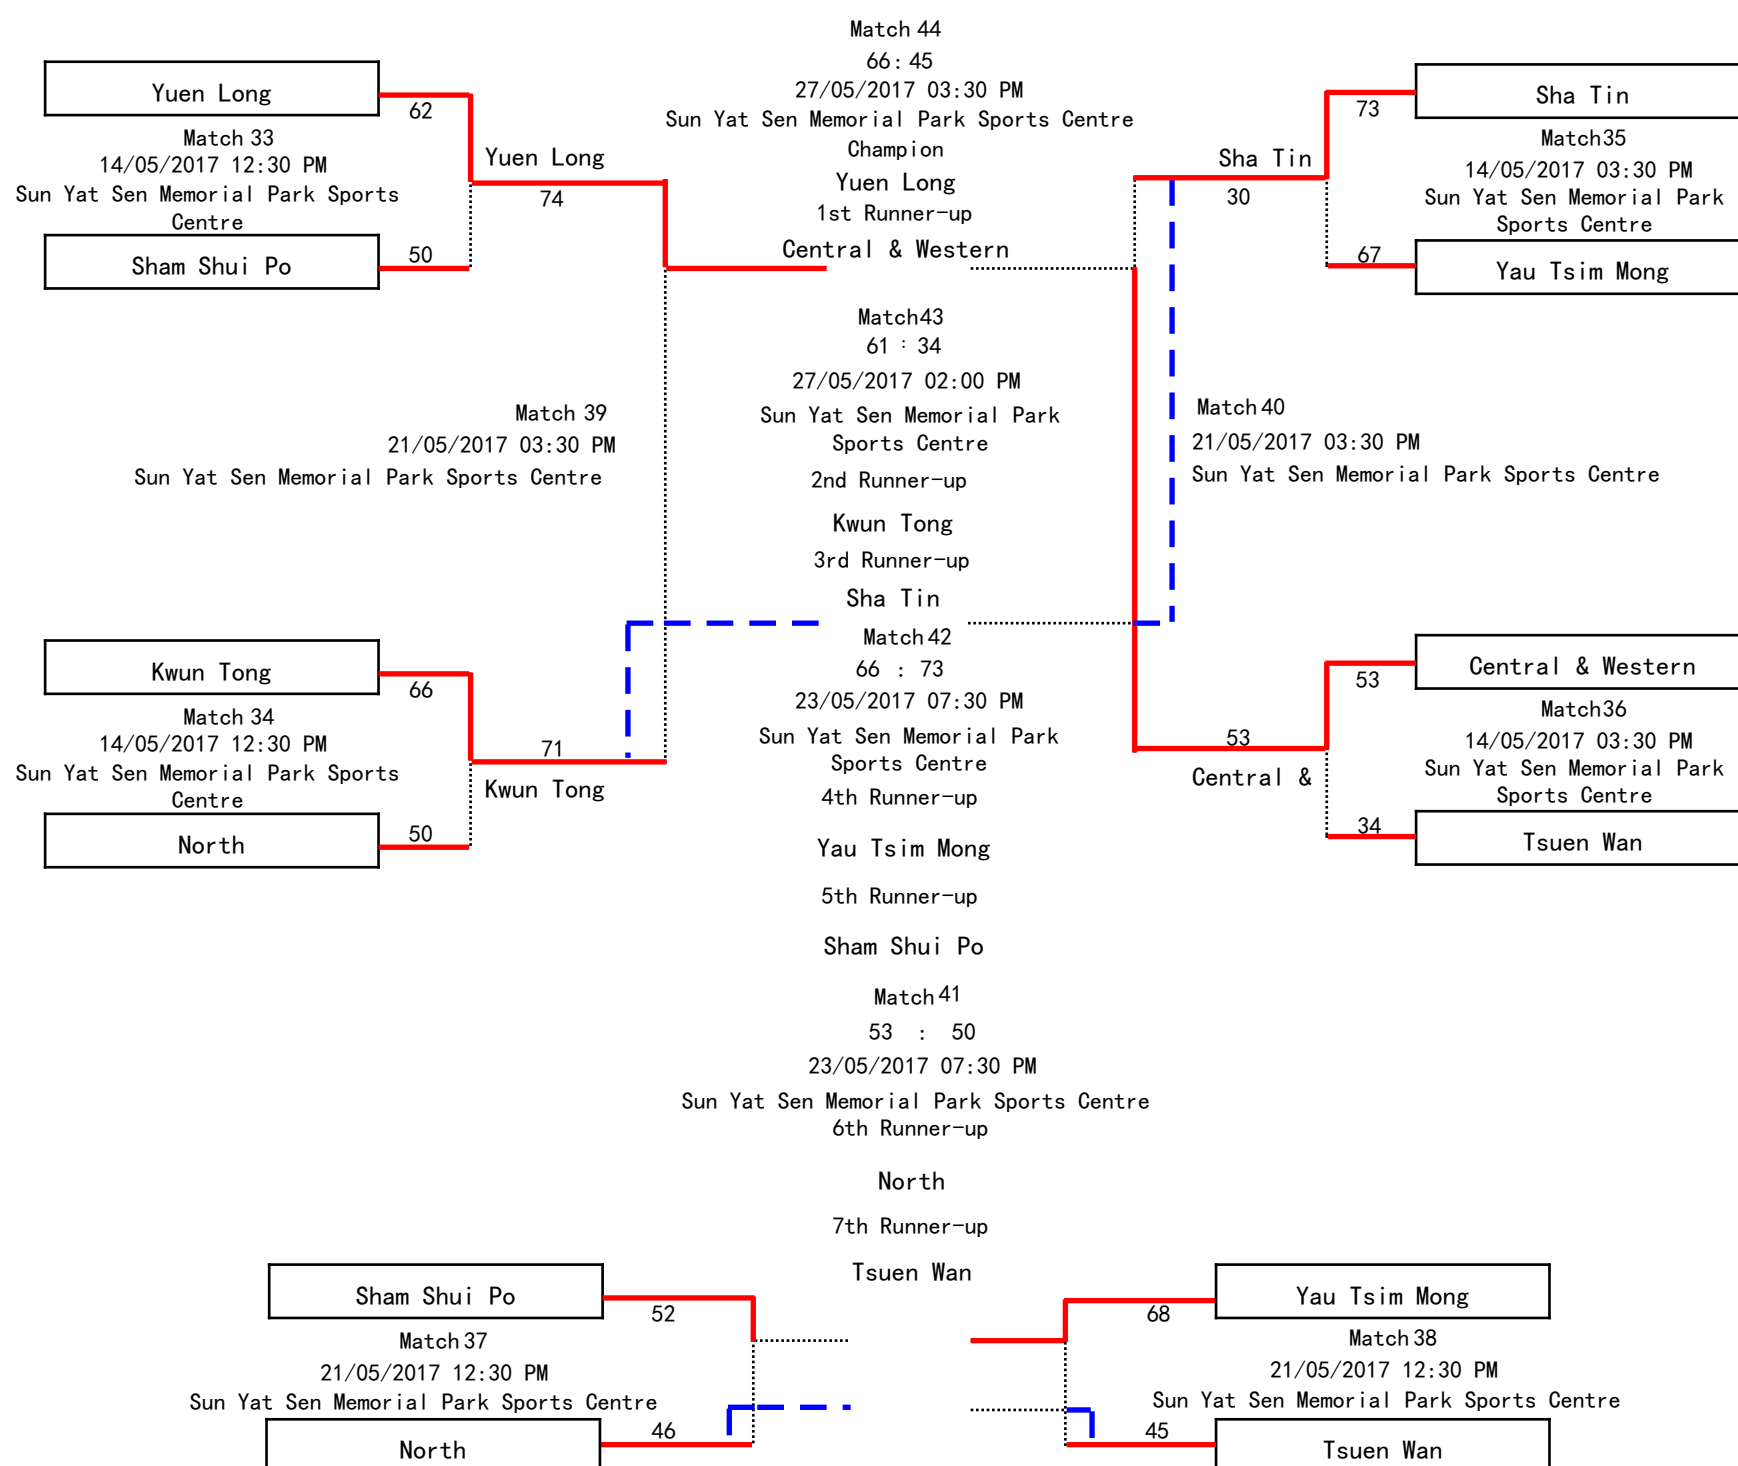 Match 44
66: 45
27/05/2017 03:30 PM
Sun Yat Sen Memorial Park Sports Centre
Champion
Yuen Long
1st Runner-up
Central & Western
Yuen Long
62
Match 33
14/05/2017 12:30 PM
Sun Yat Sen Memorial Park Sports
Centre
Sham Shui Po
50
Yuen Long
74
Sha Tin
30
Sha Tin
73
Match35
14/05/2017 03:30 PM
Sun Yat Sen Memorial Park
Sports Centre
67
Yau Tsim Mong
Match43
61 : 34
27/05/2017 02:00 PM
Sun Yat Sen Memorial Park
Sports Centre
2nd Runner-up
Kwun Tong
3rd Runner-up
Sha Tin
Match 39
21/05/2017 03:30 PM
Sun Yat Sen Memorial Park Sports Centre
Match 40
21/05/2017 03:30 PM
Sun Yat Sen Memorial Park Sports Centre
Match 42
66 : 73
23/05/2017 07:30 PM
Sun Yat Sen Memorial Park
Sports Centre
4th Runner-up
Yau Tsim Mong
5th Runner-up
Sham Shui Po
Kwun Tong
66
Match 34
14/05/2017 12:30 PM
Sun Yat Sen Memorial Park Sports
Centre
North
50
71
Kwun Tong
53
Central &
Central & Western
53
Match36
14/05/2017 03:30 PM
Sun Yat Sen Memorial Park
Sports Centre
34
Tsuen Wan
Match 41
53 : 50
23/05/2017 07:30 PM
Sun Yat Sen Memorial Park Sports Centre
6th Runner-up
North
7th Runner-up
Tsuen Wan
Sham Shui Po
52
Match 37
21/05/2017 12:30 PM
Sun Yat Sen Memorial Park Sports Centre
North
46
Yau Tsim Mong
68
Match 38
21/05/2017 12:30 PM
Sun Yat Sen Memorial Park Sports Centre
45
Tsuen Wan